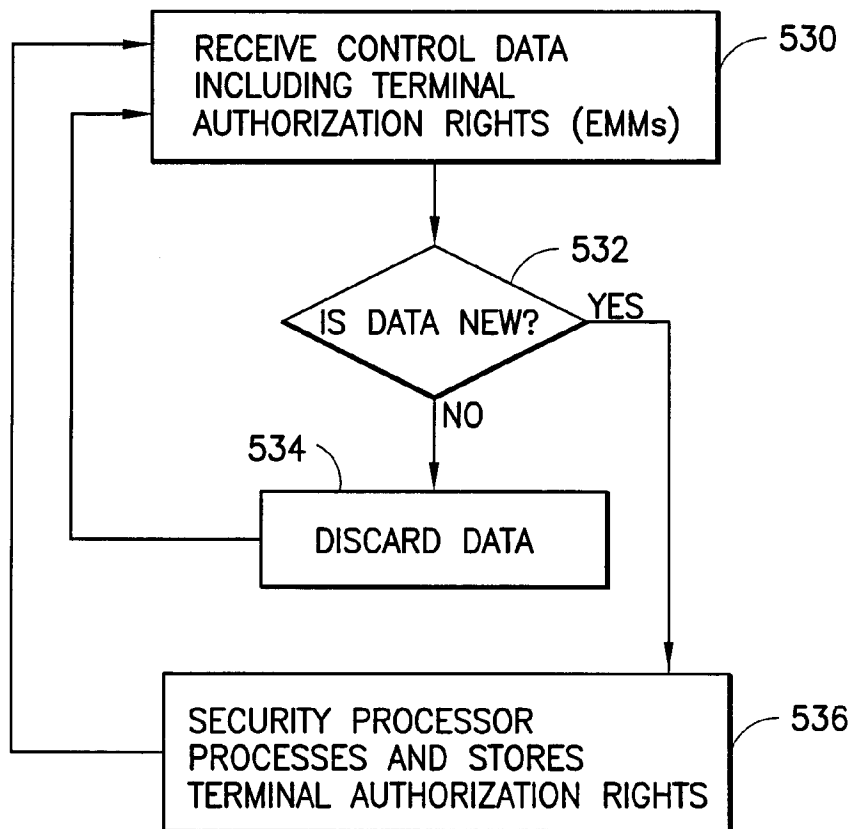 RECEIVE CONTROL DATA
INCLUDING TERMINAL
AUTHORIZATION RIGHTS (EMMs)
530
532
IS DATA NEW?
YES
NO
534
DISCARD DATA
SECURITY PROCESSOR
PROCESSES AND STORES
TERMINAL AUTHORIZATION RIGHTS
536